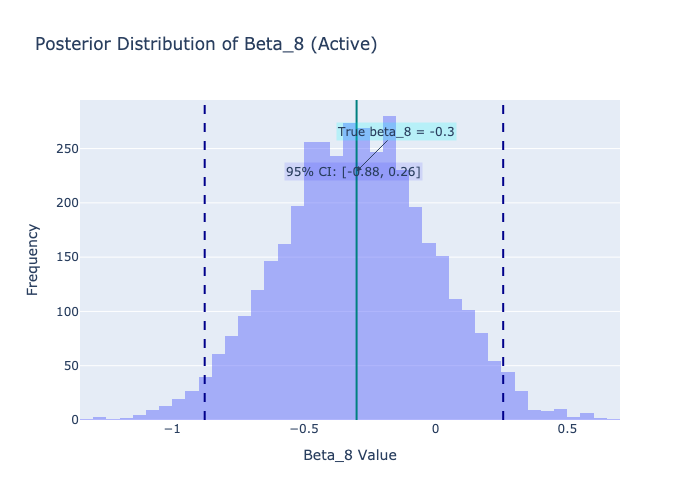 Posterior Distribution of Beta_8 (Active)
True beta_8 = -0.3
95% CI: [-0.88, 0.26]
Frequency
250
200
150
100
50
0
−1
−0.5
0
0.5
Beta_8 Value